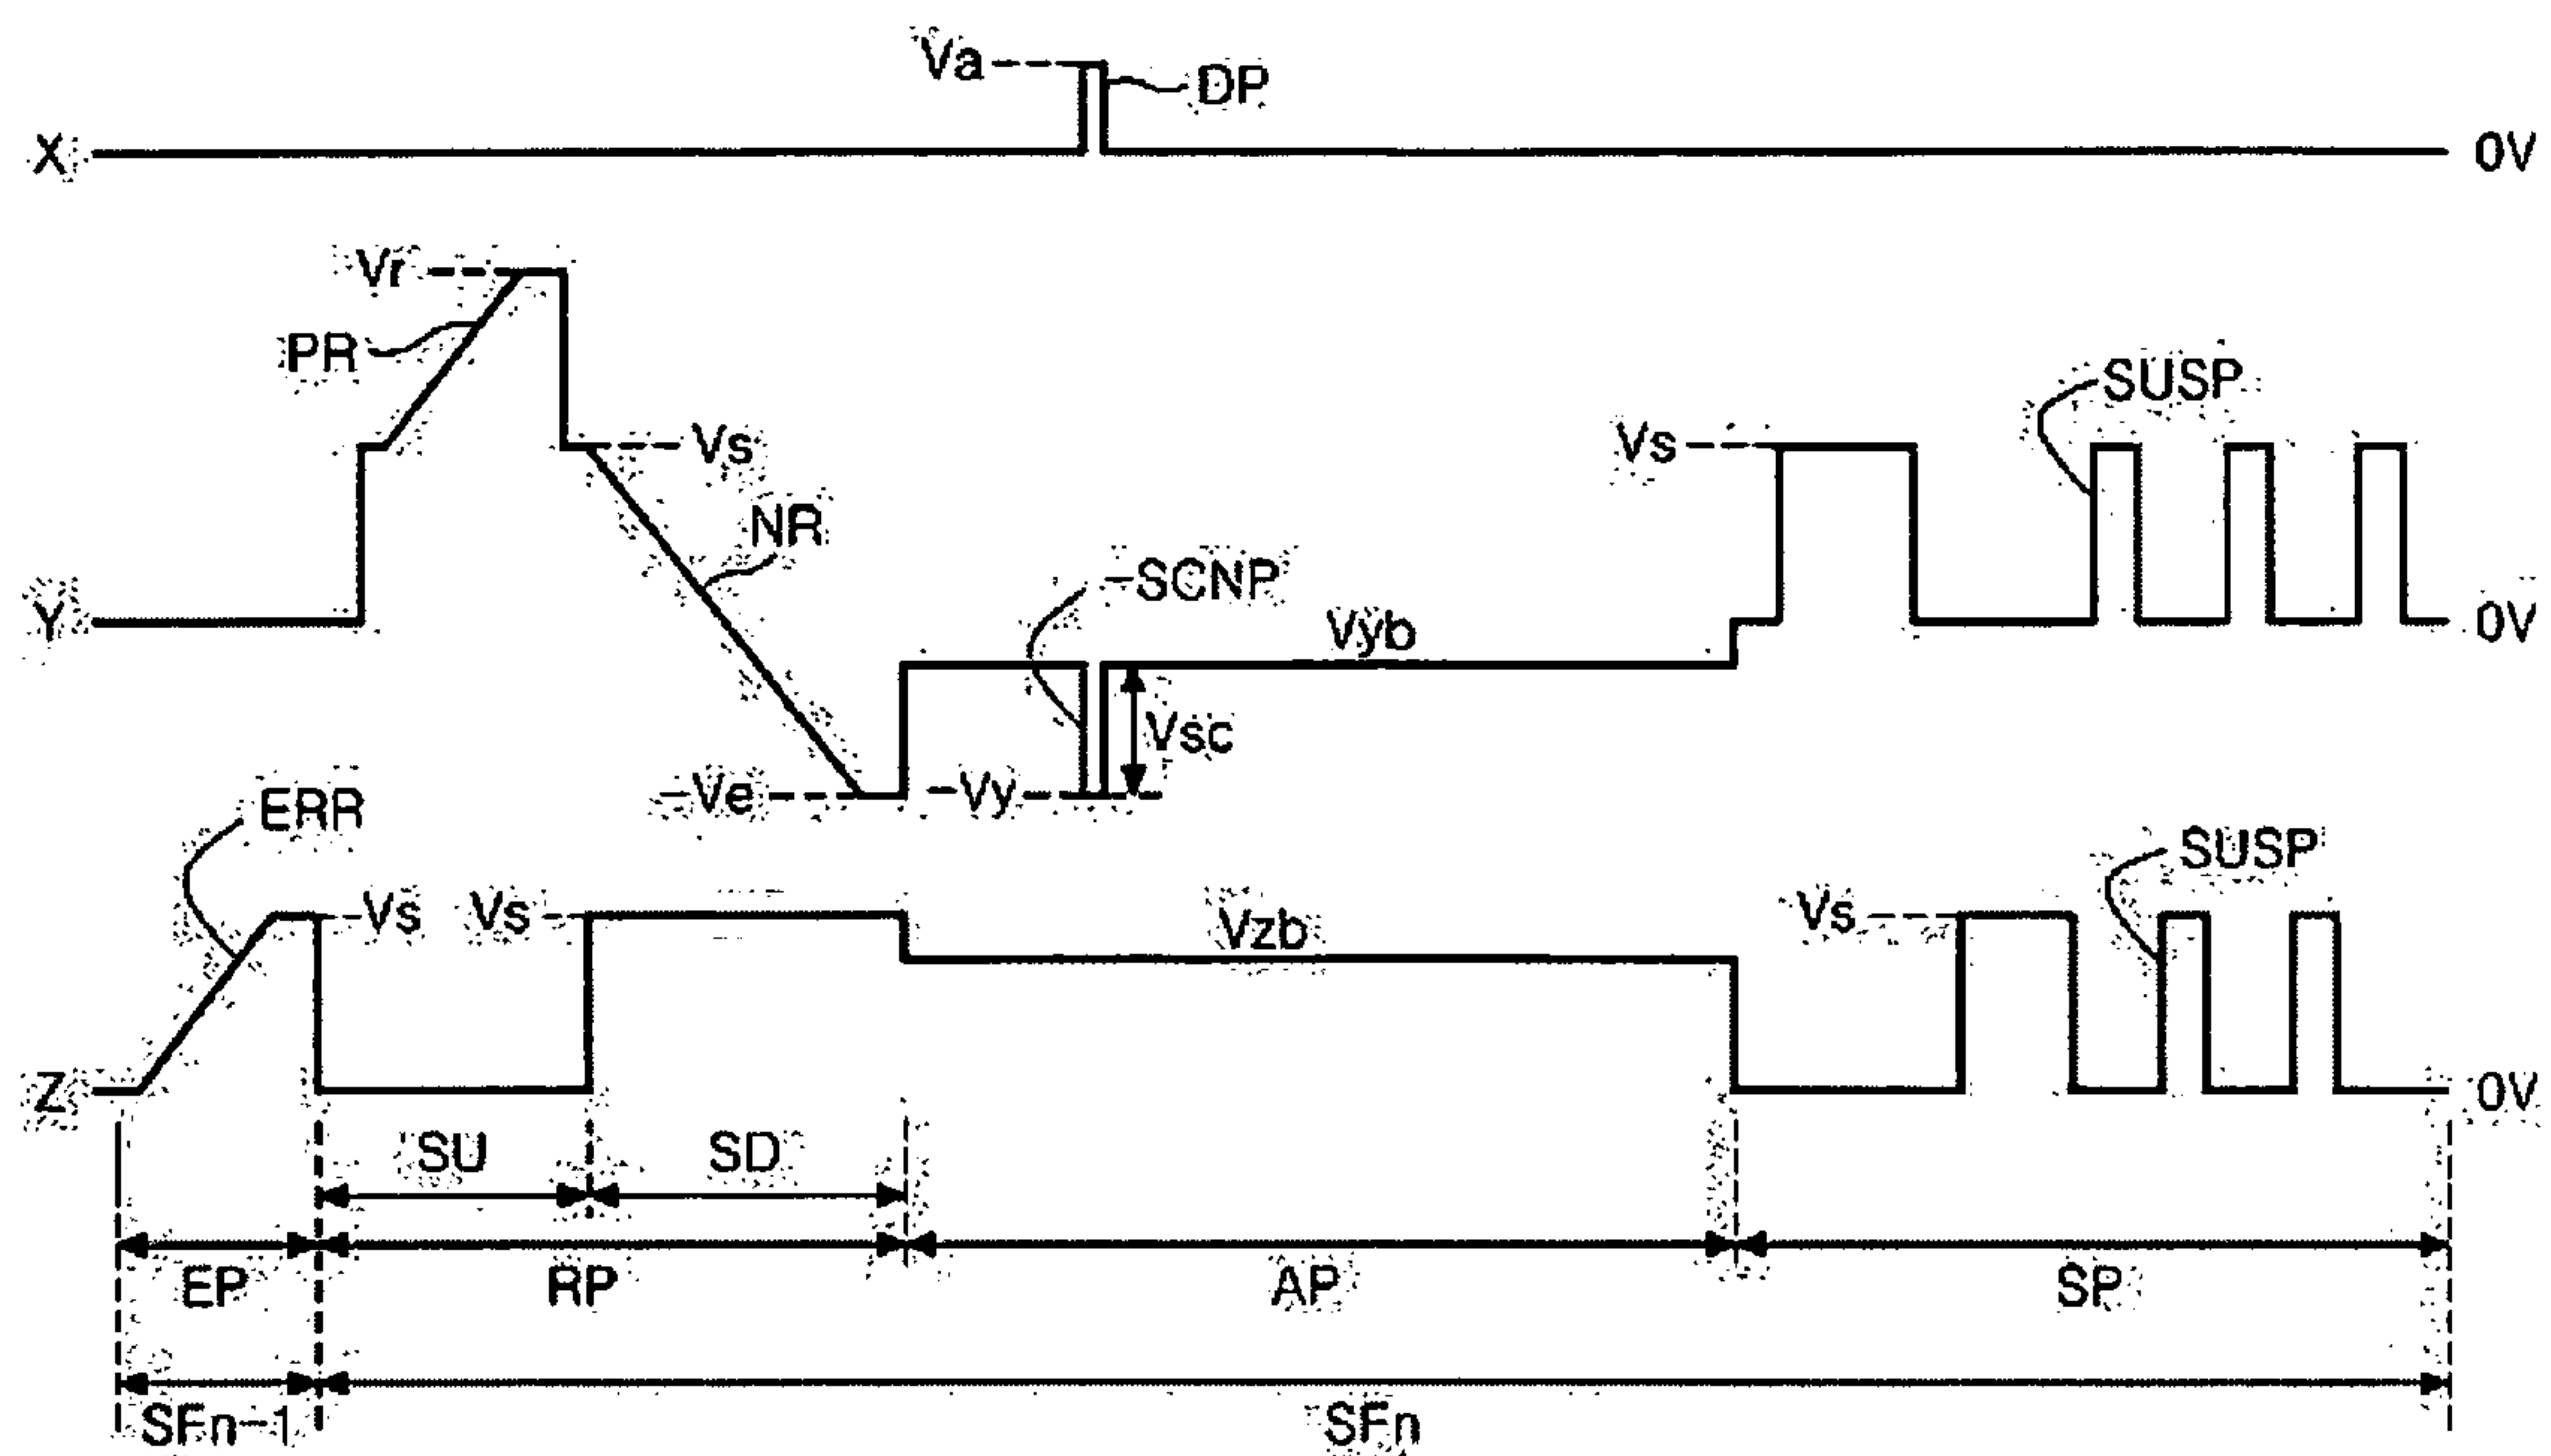 Va
DP
X
0V
Vr
PR
Vs
NR
Vs
SUSP
-SCNP
Y
Vyb
0V
Vsc
-Ve
-Vy
ERR
SUSP
Vs
Vs
Vzb
Vs
Z
0V
SU
SD
EP
RP
AP
SP
SFn-1
SFn